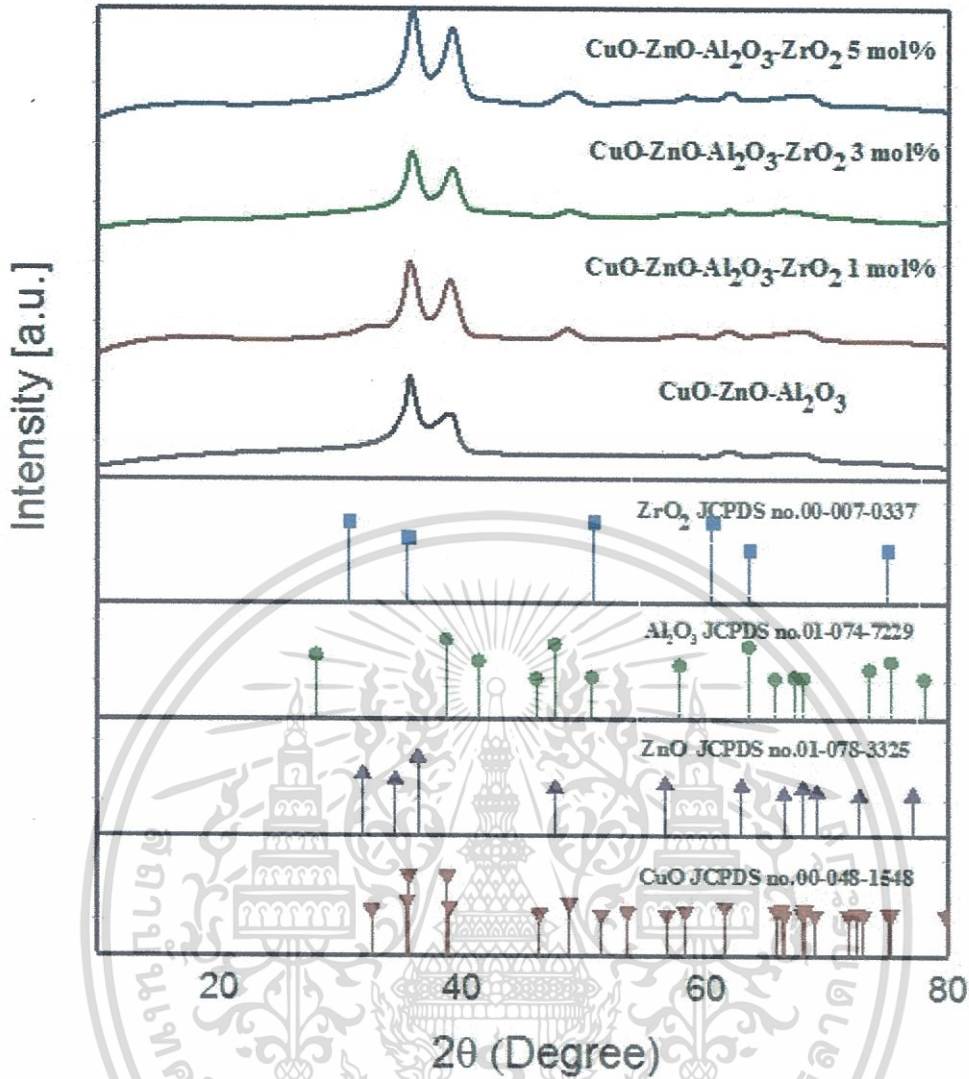 CuO-ZnO-Al₂O₃-ZrO₂ 5 mol%
CuO-ZnO-Al₂O₃-ZrO₂ 3 mol%
CuO-ZnO-Al₂O₃-ZrO₂ 1 mol%
CuO-ZnO-Al₂O₃
ZrO₂ JCPDS no.00-007-0337
Al₂O₃ JCPDS no.01-074-7229
ZnO JCPDS no.01-078-3325
CuO JCPDS no.00-048-1548
Intensity [a.u.]
20 40 60 80
2θ (Degree)